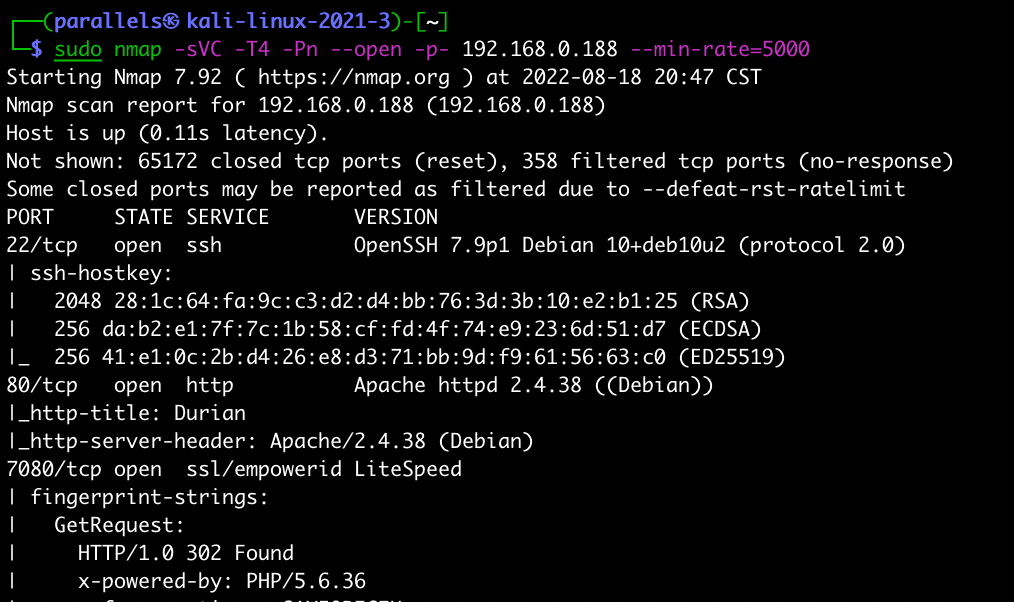 ┌──(parallels㉿kali-linux-2021-3)-[~]
└─$ sudo nmap -sVC -T4 -Pn --open -p- 192.168.0.188 --min-rate=5000
Starting Nmap 7.92 ( https://nmap.org ) at 2022-08-18 20:47 CST
Nmap scan report for 192.168.0.188 (192.168.0.188)
Host is up (0.11s latency).
Not shown: 65172 closed tcp ports (reset), 358 filtered tcp ports (no-response)
Some closed ports may be reported as filtered due to --defeat-rst-ratelimit
PORT     STATE SERVICE       VERSION
22/tcp   open  ssh           OpenSSH 7.9p1 Debian 10+deb10u2 (protocol 2.0)
| ssh-hostkey:
|   2048 28:1c:64:fa:9c:c3:d2:d4:bb:76:3d:3b:10:e2:b1:25 (RSA)
|   256 da:b2:e1:7f:7c:1b:58:cf:fd:4f:74:e9:23:6d:51:d7 (ECDSA)
|_  256 41:e1:0c:2b:d4:26:e8:d3:71:bb:9d:f9:61:56:63:c0 (ED25519)
80/tcp   open  http          Apache httpd 2.4.38 ((Debian))
|_http-title: Durian
|_http-server-header: Apache/2.4.38 (Debian)
7080/tcp open  ssl/empowerid LiteSpeed
| fingerprint-strings:
|   GetRequest:
|     HTTP/1.0 302 Found
|     x-powered-by: PHP/5.6.36